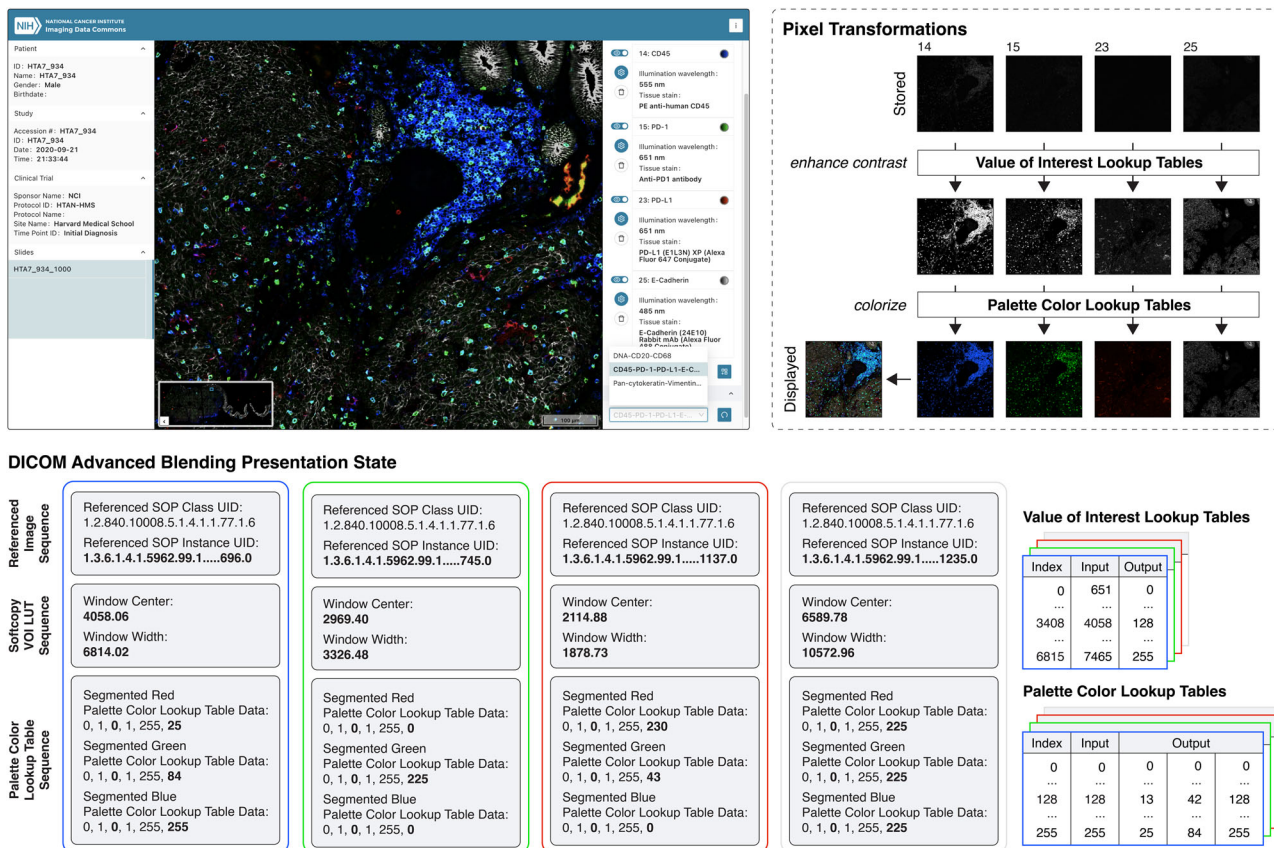 NIH
NATIONAL CANCER INSTITUTE
Imaging Data Commons
i
Patient
ID: HTA7_934
Name: HTA7_934
Gender: Male
Birthdate:
Study
Accession #: HTA7_934
ID: HTA7_934
Date: 2020-09-21
Time: 21:33:44
Clinical Trial
Sponsor Name: NCI
Protocol ID: HTAN-HMS
Protocol Name:
Site Name: Harvard Medical School
Time Point ID: Initial Diagnosis
Slides
HTA7_934_1000
100 μm
14: CD45
Illumination wavelength:
555 nm
Tissue stain:
PE anti-human CD45
15: PD-1
Illumination wavelength:
651 nm
Tissue stain:
Anti-PD1 antibody
23: PD-L1
Illumination wavelength:
651 nm
Tissue stain:
PD-L1 (E1L3N) XP (Alexa
Fluor 647 Conjugate)
25: E-Cadherin
Illumination wavelength:
485 nm
Tissue stain:
E-Cadherin (24E10)
Rabbit mAb (Alexa Fluor
488 Conjugate)
DNA-CD20-CD68
CD45-PD-1-PD-L1-E-C...
Pan-cytokeratin-Vimentin...
CD45-PD-1-PD-L1-E-...
Pixel Transformations
14 15 23 25
Stored
enhance contrast
Value of Interest Lookup Tables
colorize
Palette Color Lookup Tables
Displayed
DICOM Advanced Blending Presentation State
Referenced
Image
Sequence
Referenced SOP Class UID:
1.2.840.10008.5.1.4.1.1.77.1.6
Referenced SOP Instance UID:
1.3.6.1.4.1.5962.99.1.....696.0
Referenced SOP Class UID:
1.2.840.10008.5.1.4.1.1.77.1.6
Referenced SOP Instance UID:
1.3.6.1.4.1.5962.99.1.....745.0
Referenced SOP Class UID:
1.2.840.10008.5.1.4.1.1.77.1.6
Referenced SOP Instance UID:
1.3.6.1.4.1.5962.99.1.....1137.0
Referenced SOP Class UID:
1.2.840.10008.5.1.4.1.1.77.1.6
Referenced SOP Instance UID:
1.3.6.1.4.1.5962.99.1.....1235.0
Softcopy
VOI LUT
Sequence
Window Center:
4058.06
Window Width:
6814.02
Window Center:
2969.40
Window Width:
3326.48
Window Center:
2114.88
Window Width:
1878.73
Window Center:
6589.78
Window Width:
10572.96
Palette Color
Lookup Table
Sequence
Segmented Red
Palette Color Lookup Table Data:
0, 1, 0, 1, 255, 25
Segmented Green
Palette Color Lookup Table Data:
0, 1, 0, 1, 255, 84
Segmented Blue
Palette Color Lookup Table Data:
0, 1, 0, 1, 255, 255
Segmented Red
Palette Color Lookup Table Data:
0, 1, 0, 1, 255, 0
Segmented Green
Palette Color Lookup Table Data:
0, 1, 0, 1, 255, 225
Segmented Blue
Palette Color Lookup Table Data:
0, 1, 0, 1, 255, 0
Segmented Red
Palette Color Lookup Table Data:
0, 1, 0, 1, 255, 230
Segmented Green
Palette Color Lookup Table Data:
0, 1, 0, 1, 255, 43
Segmented Blue
Palette Color Lookup Table Data:
0, 1, 0, 1, 255, 0
Segmented Red
Palette Color Lookup Table Data:
0, 1, 0, 1, 255, 225
Segmented Green
Palette Color Lookup Table Data:
0, 1, 0, 1, 255, 225
Segmented Blue
Palette Color Lookup Table Data:
0, 1, 0, 1, 255, 225
Value of Interest Lookup Tables
Index Input Output
0 651 0
... ... ...
3408 4058 128
... ... ...
6815 7465 255
Palette Color Lookup Tables
Index Input Output
0 0 0 0 0
... ... ... ... ...
128 128 13 42 128
... ... ... ... ...
255 255 25 84 255